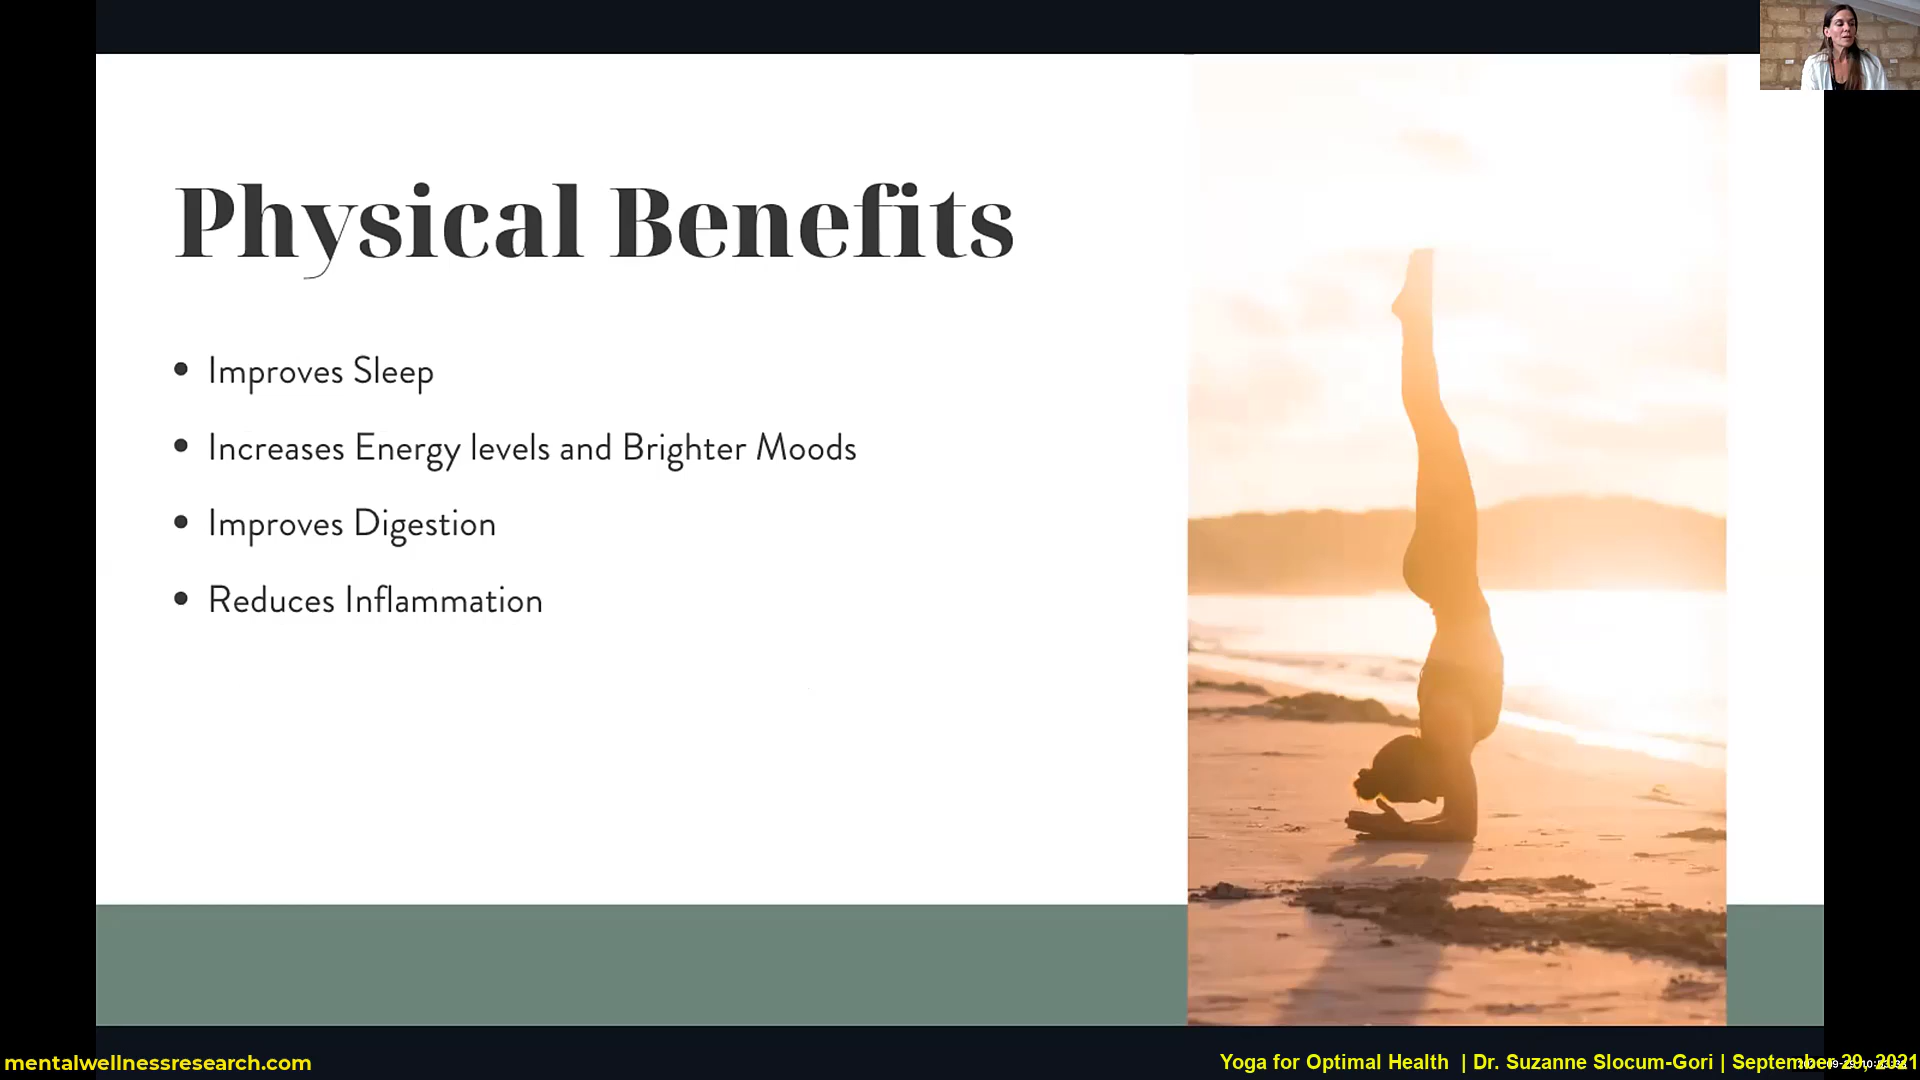 Physical Benefits
• Improves Sleep
• Increases Energy levels and Brighter Moods
• Improves Digestion
• Reduces Inflammation
mentalwellnessresearch.com
Yoga for Optimal Health | Dr. Suzanne Slocum-Gori | September 29, 2021